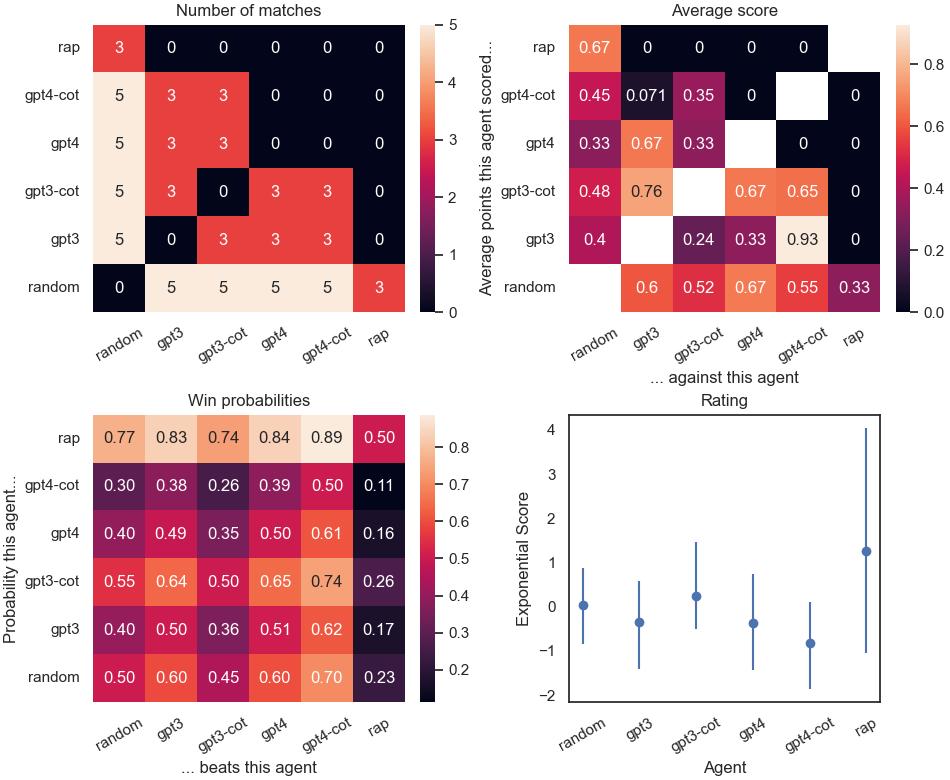 Number of matches
rap 3 0 0 0 0 0
gpt4-cot 5 3 3 0 0 0
gpt4 5 3 3 0 0 0
gpt3-cot 5 3 0 3 3 0
gpt3 5 0 3 3 3 0
random 0 5 5 5 5 3
random gpt3 gpt3-cot gpt4 gpt4-cot rap
5
4
3
2
1
0
Average score
Average points this agent scored...
rap 0.67 0 0 0 0
gpt4-cot 0.45 0.071 0.35 0 0
gpt4 0.33 0.67 0.33 0 0
gpt3-cot 0.48 0.76 0.67 0.65 0
gpt3 0.4 0.24 0.33 0.93 0
random 0.6 0.52 0.67 0.55 0.33
random gpt3 gpt3-cot gpt4 gpt4-cot rap
... against this agent
0.8
0.6
0.4
0.2
0.0
Win probabilities
Probability this agent...
rap 0.77 0.83 0.74 0.84 0.89 0.50
gpt4-cot 0.30 0.38 0.26 0.39 0.50 0.11
gpt4 0.40 0.49 0.35 0.50 0.61 0.16
gpt3-cot 0.55 0.64 0.50 0.65 0.74 0.26
gpt3 0.40 0.50 0.36 0.51 0.62 0.17
random 0.50 0.60 0.45 0.60 0.70 0.23
random gpt3 gpt3-cot gpt4 gpt4-cot rap
... beats this agent
0.8
0.7
0.6
0.5
0.4
0.3
0.2
Rating
Exponential Score
4
3
2
1
0
−1
−2
random gpt3 gpt3-cot gpt4 gpt4-cot rap
Agent